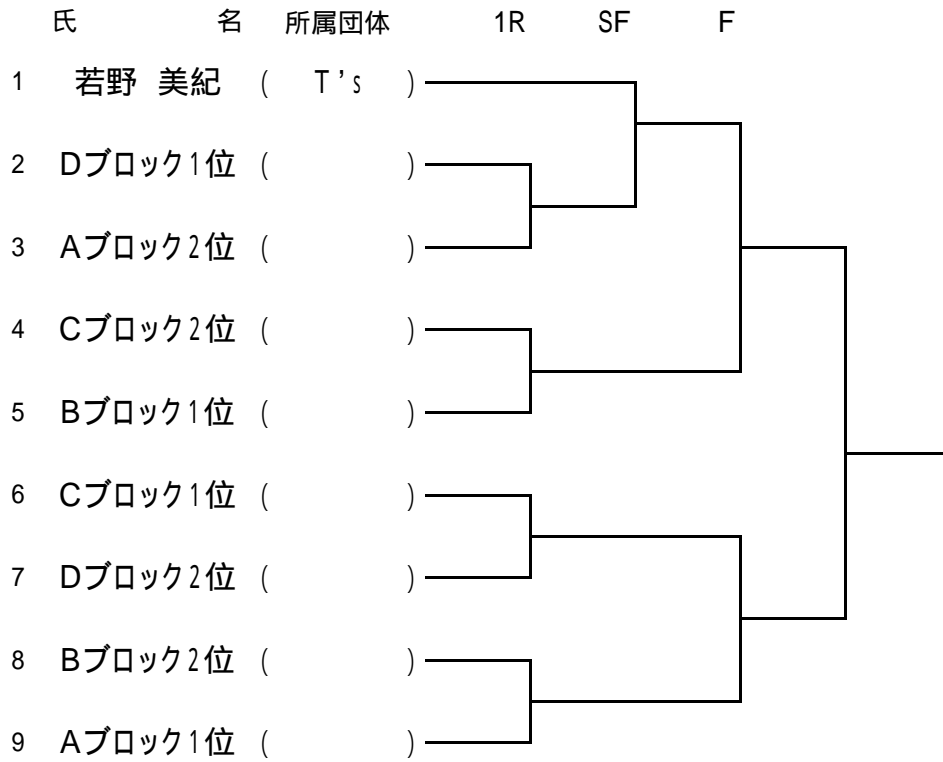 氏 名 所属団体 1R SF F
1 若野 美紀 ( T's )
2 Dブロック1位 ( )
3 Aブロック2位 ( )
4 Cブロック2位 ( )
5 Bブロック1位 ( )
6 Cブロック1位 ( )
7 Dブロック2位 ( )
8 Bブロック2位 ( )
9 Aブロック1位 ( )